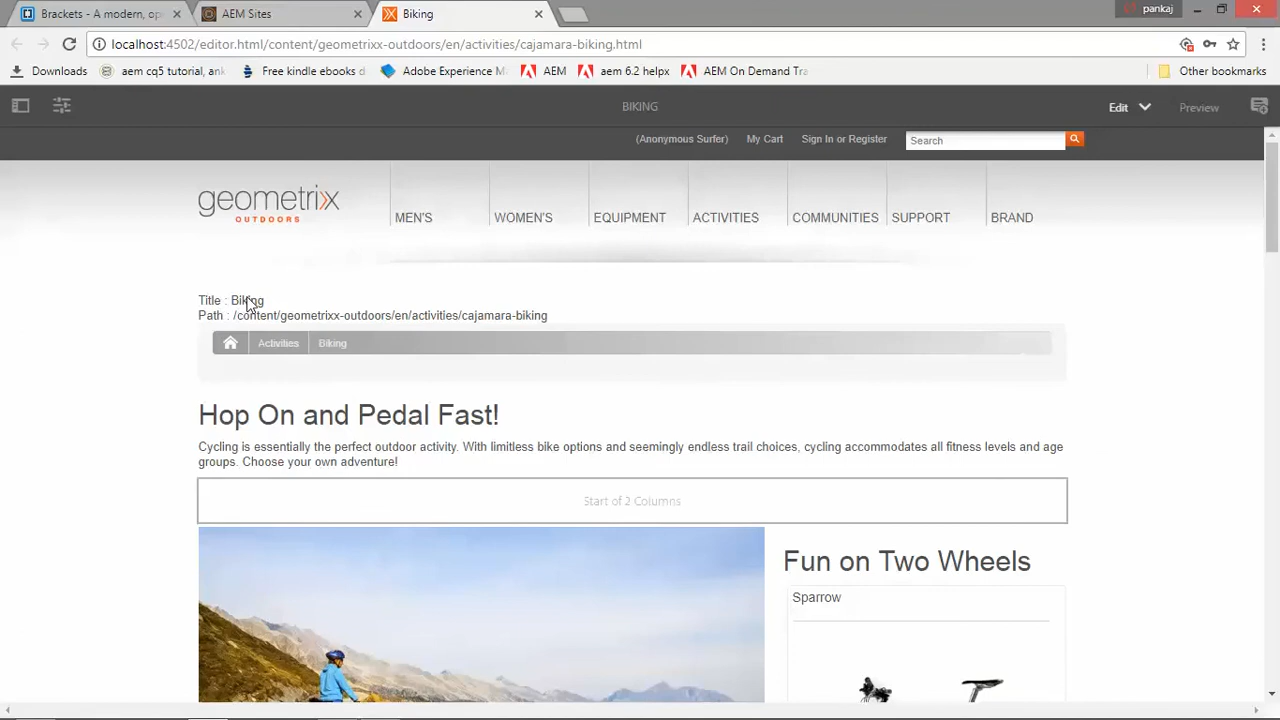 Brackets - A modern, op
AEM Sites
Biking
pankaj
localhost:4502/editor.html/content/geometrixx-outdoors/en/activities/cajamara-biking.html
Downloads
aem cq5 tutorial, ank
Free kindle ebooks d
Adobe Experience M
AEM
aem 6.2 helpx
AEM On Demand Tra
Other bookmarks
BIKING
Edit
Preview
(Anonymous Surfer)
My Cart
Sign In or Register
Search
geometrixx
OUTDOORS
MEN'S
WOMEN'S
EQUIPMENT
ACTIVITIES
COMMUNITIES
SUPPORT
BRAND
Title : Biking
Path : /content/geometrixx-outdoors/en/activities/cajamara-biking
Activities
Biking
Hop On and Pedal Fast!
Cycling is essentially the perfect outdoor activity. With limitless bike options and seemingly endless trail choices, cycling accommodates all fitness levels and age
groups. Choose your own adventure!
Start of 2 Columns
Fun on Two Wheels
Sparrow